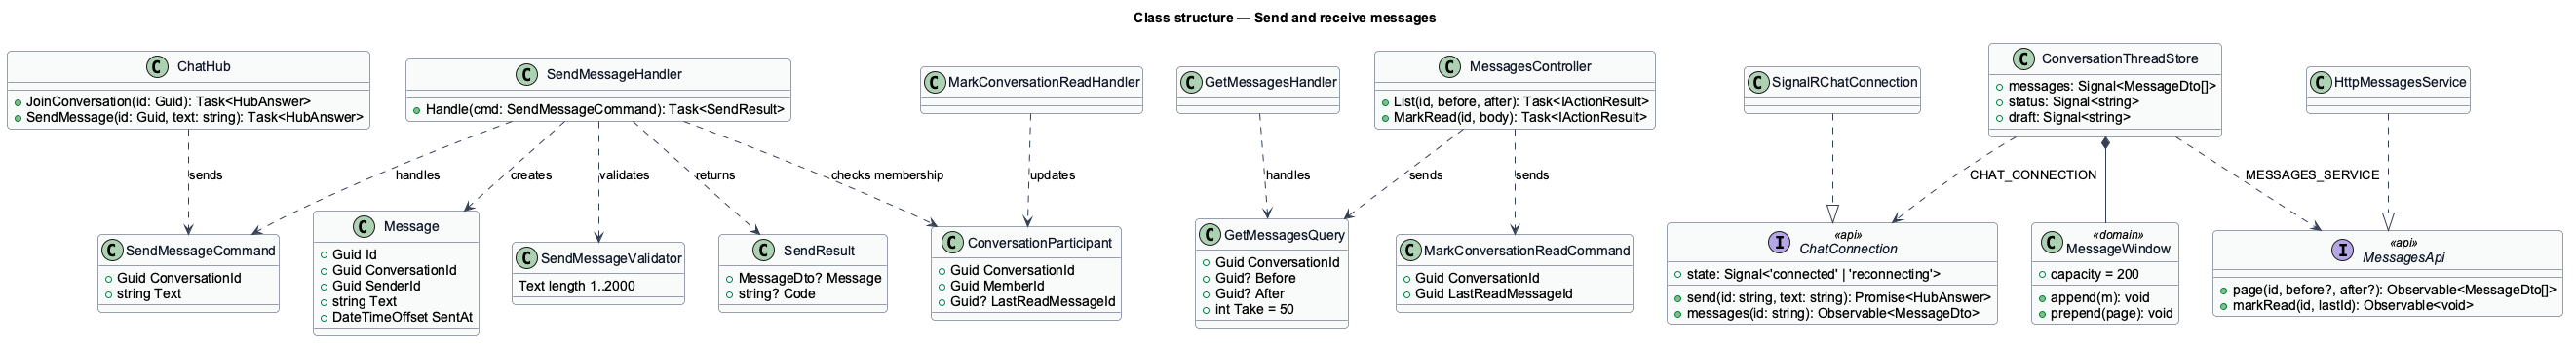 Class structure — Send and receive messages
C ChatHub
JoinConversation(id: Guid): Task<HubAnswer>
SendMessage(id: Guid, text: string): Task<HubAnswer>
C SendMessageHandler
Handle(cmd: SendMessageCommand): Task<SendResult>
C MarkConversationReadHandler
C GetMessagesHandler
C MessagesController
List(id, before, after): Task<IActionResult>
MarkRead(id, body): Task<IActionResult>
C SignalRChatConnection
C ConversationThreadStore
messages: Signal<MessageDto[]>
status: Signal<string>
draft: Signal<string>
C HttpMessagesService
sends
handles
creates
validates
returns
checks membership
updates
handles
sends
sends
CHAT_CONNECTION
MESSAGES_SERVICE
C SendMessageCommand
Guid ConversationId
string Text
C Message
Guid Id
Guid ConversationId
Guid SenderId
string Text
DateTimeOffset SentAt
C SendMessageValidator
Text length 1..2000
C SendResult
MessageDto? Message
string? Code
C ConversationParticipant
Guid ConversationId
Guid MemberId
Guid? LastReadMessageId
C GetMessagesQuery
Guid ConversationId
Guid? Before
Guid? After
int Take = 50
C MarkConversationReadCommand
Guid ConversationId
Guid LastReadMessageId
«api»
I ChatConnection
state: Signal<'connected' | 'reconnecting'>
send(id: string, text: string): Promise<HubAnswer>
messages(id: string): Observable<MessageDto>
«domain»
C MessageWindow
capacity = 200
append(m): void
prepend(page): void
«api»
I MessagesApi
page(id, before?, after?): Observable<MessageDto[]>
markRead(id, lastId): Observable<void>